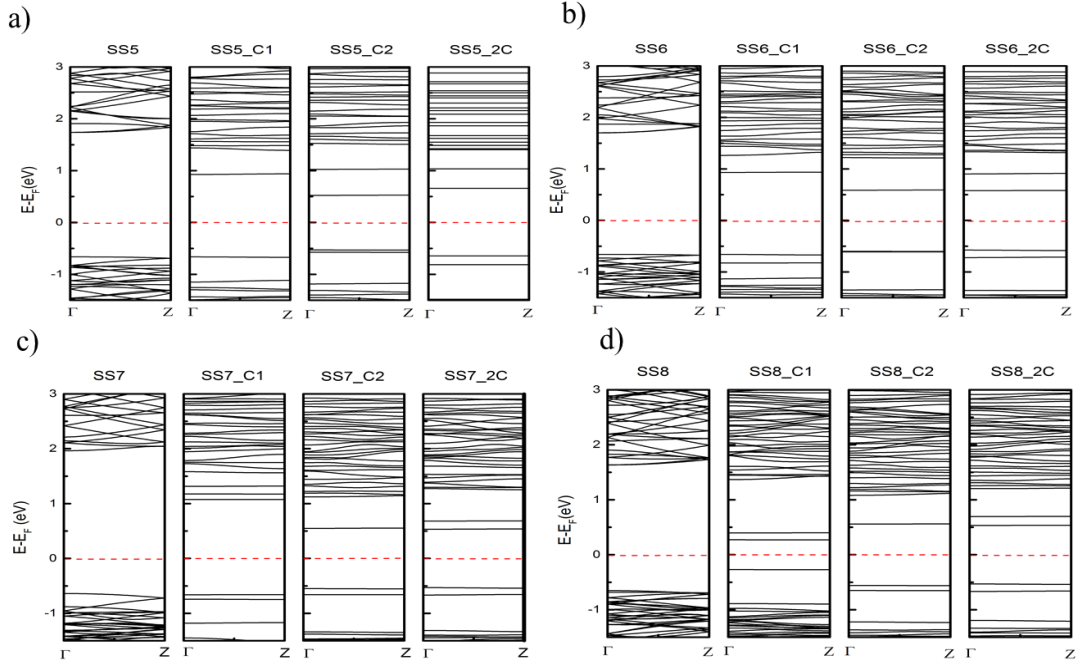 a)
SS5 SS5_C1 SS5_C2 SS5_2C
3
2
1
0
-1
E-E_F(eV)
Γ Z Γ Z Γ Z Γ Z
b)
SS6 SS6_C1 SS6_C2 SS6_2C
3
2
1
0
-1
E-E_F(eV)
Γ Z Γ Z Γ Z Γ Z
c)
SS7 SS7_C1 SS7_C2 SS7_2C
3
2
1
0
-1
E-E_F (eV)
Γ Z Γ Z Γ Z Γ Z
d)
SS8 SS8_C1 SS8_C2 SS8_2C
3
2
1
0
-1
E-E_F (eV)
Γ Z Γ Z Γ Z Γ Z